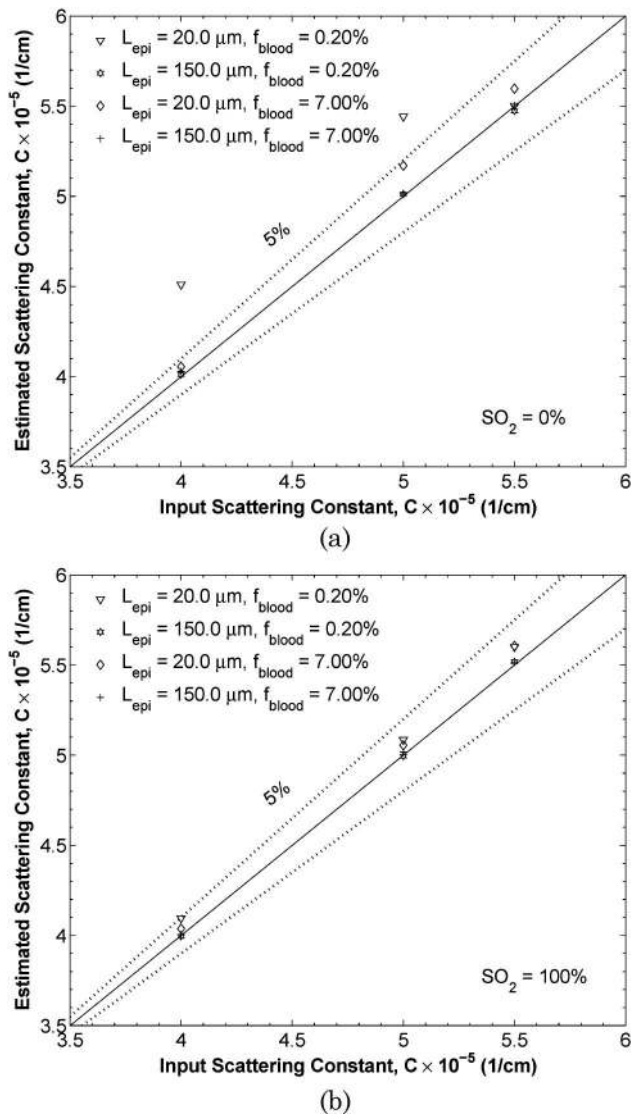 6
5.5
5
4.5
4
3.5
3.5
4
4.5
5
5.5
6
Estimated Scattering Constant, C × 10⁻⁵ (1/cm)
L_epi = 20.0 μm, f_blood = 0.20%
L_epi = 150.0 μm, f_blood = 0.20%
L_epi = 20.0 μm, f_blood = 7.00%
L_epi = 150.0 μm, f_blood = 7.00%
5%
SO₂ = 0%
Input Scattering Constant, C × 10⁻⁵ (1/cm)
(a)
6
5.5
5
4.5
4
3.5
3.5
4
4.5
5
5.5
6
Estimated Scattering Constant, C × 10⁻⁵ (1/cm)
L_epi = 20.0 μm, f_blood = 0.20%
L_epi = 150.0 μm, f_blood = 0.20%
L_epi = 20.0 μm, f_blood = 7.00%
L_epi = 150.0 μm, f_blood = 7.00%
5%
SO₂ = 100%
Input Scattering Constant, C × 10⁻⁵ (1/cm)
(b)